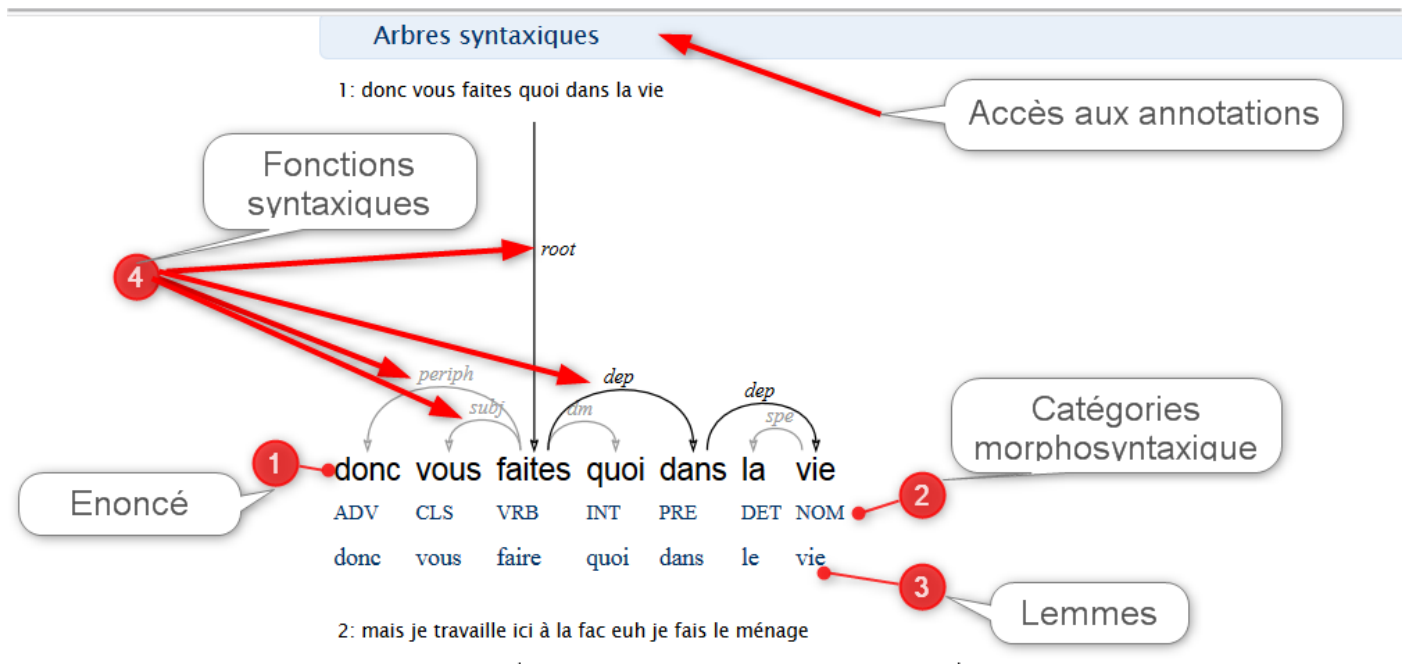 Arbres syntaxiques
1: donc vous faites quoi dans la vie
Accès aux annotations
Fonctions
syntaxiques
root
4
periph
dep
dep
subj
dm
spe
Catégories
morphosyntaxique
1
donc vous faites quoi dans la vie
Enoncé
2
ADV CLS VRB INT PRE DET NOM
donc vous faire quoi dans le vie
3
Lemmes
2: mais je travaille ici à la fac euh je fais le ménage